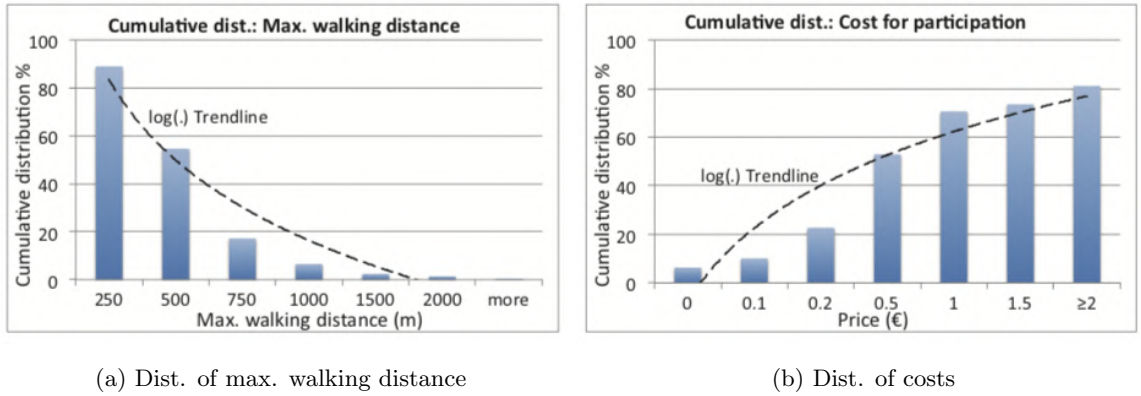 Cumulative dist.: Max. walking distance
Cumulative distribution %
100
80
60
40
20
0
log(.) Trendline
250 500 750 1000 1500 2000 more
Max. walking distance (m)
(a) Dist. of max. walking distance
Cumulative dist.: Cost for participation
Cumulative distribution %
100
80
60
40
20
0
log(.) Trendline
0 0.1 0.2 0.5 1 1.5 ≥2
Price (€)
(b) Dist. of costs